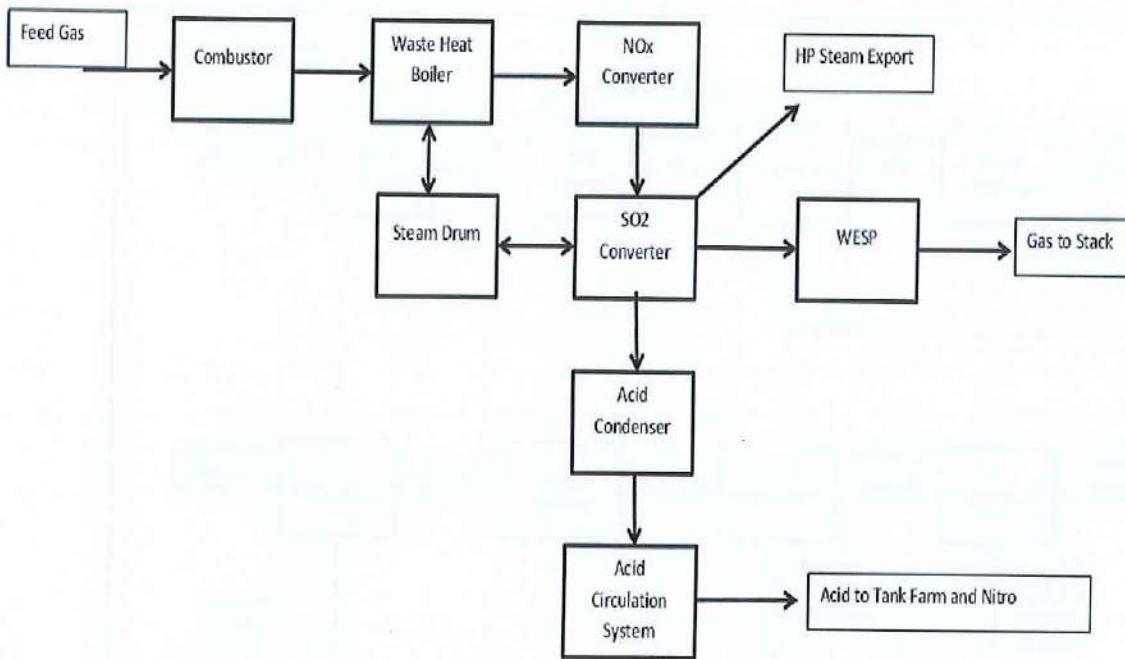 Feed Gas
Combustor
Waste Heat
Boiler
NOx
Converter
HP Steam Export
Steam Drum
SO2
Converter
WESP
Gas to Stack
Acid
Condenser
Acid
Circulation
System
Acid to Tank Farm and Nitro